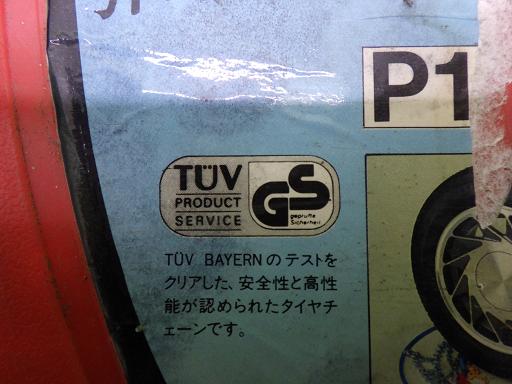 P1
TÜV
PRODUCT
SERVICE
GS
geprüfte
Sicherheit
TÜV BAYERNのテストを
クリアした、安全性と高性
能が認められたタイヤチ
ェーンです。